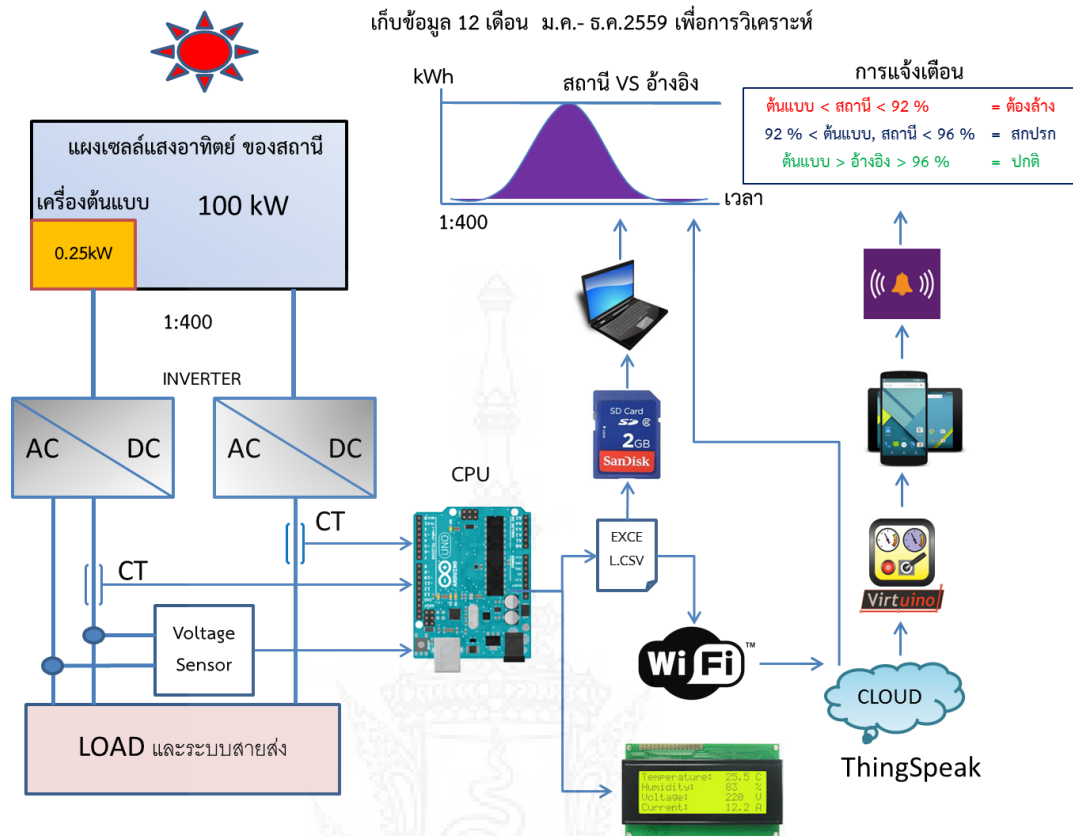 เก็บข้อมูล 12 เดือน ม.ค.- ธ.ค.2559 เพื่อการวิเคราะห์
kWh
สถานี VS อ้างอิง
เวลา
1:400
การแจ้งเตือน
ต้นแบบ < สถานี < 92 % = ต้องล้าง
92 % < ต้นแบบ, สถานี < 96 % = สกปรก
ต้นแบบ > อ้างอิง > 96 % = ปกติ
แผงเซลล์แสงอาทิตย์ ของสถานี
เครื่องต้นแบบ
100 kW
0.25kW
1:400
INVERTER
AC DC
AC DC
CT
CT
Voltage
Sensor
LOAD และระบบสายส่ง
CPU
UNO
ARDUINO
SD Card
SD
2GB
SanDisk
EXCE
L.CSV
Wi Fi TM
Virtuino
CLOUD
ThingSpeak
Temperature: 25.5 C
Humidity: 83 %
Voltage: 220 V
Current: 12.2 A